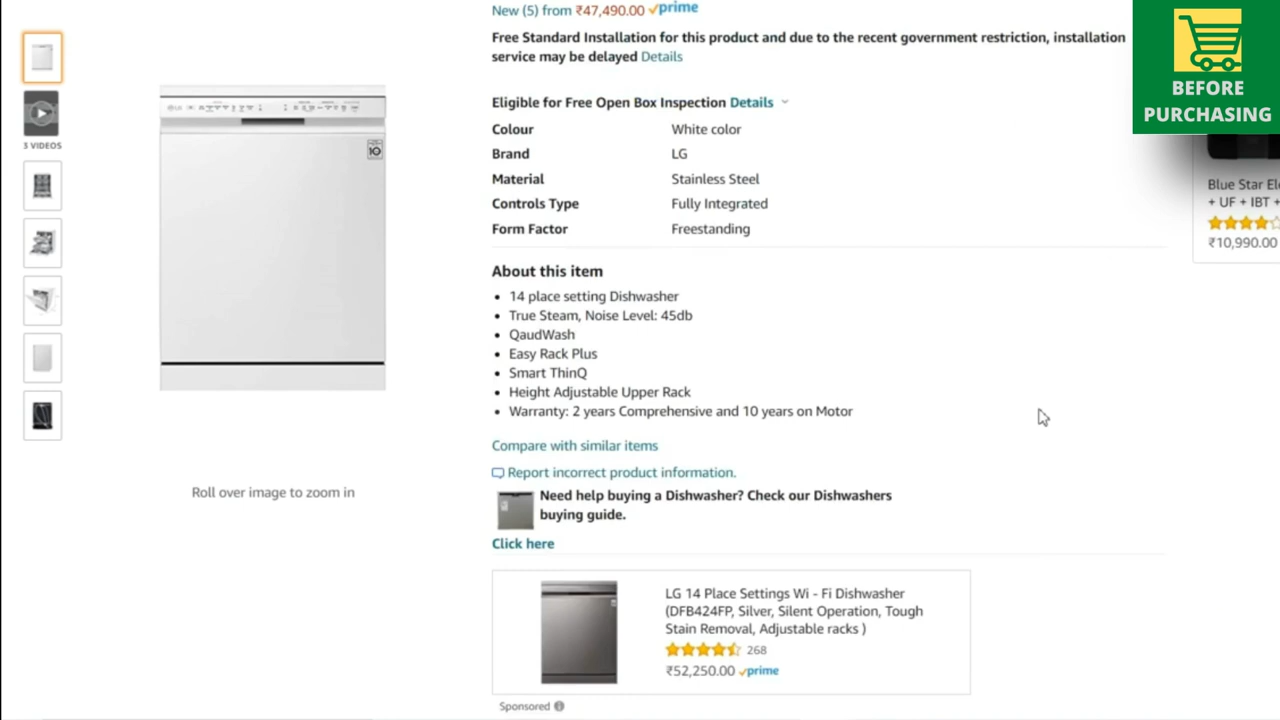 New (5) from ₹47,490.00 prime
Free Standard Installation for this product and due to the recent government restriction, installation
service may be delayed Details
BEFORE
PURCHASING
Eligible for Free Open Box Inspection Details
Colour White color
Brand LG
Material Stainless Steel
Controls Type Fully Integrated
Form Factor Freestanding
3 VIDEOS
Blue Star El
+ UF + IBT +
₹10,990.00
About this item
14 place setting Dishwasher
True Steam, Noise Level: 45db
QaudWash
Easy Rack Plus
Smart ThinQ
Height Adjustable Upper Rack
Warranty: 2 years Comprehensive and 10 years on Motor
Compare with similar items
Report incorrect product information.
Roll over image to zoom in
Need help buying a Dishwasher? Check our Dishwashers
buying guide.
Click here
LG 14 Place Settings Wi - Fi Dishwasher
(DFB424FP, Silver, Silent Operation, Tough
Stain Removal, Adjustable racks )
268
₹52,250.00 prime
Sponsored